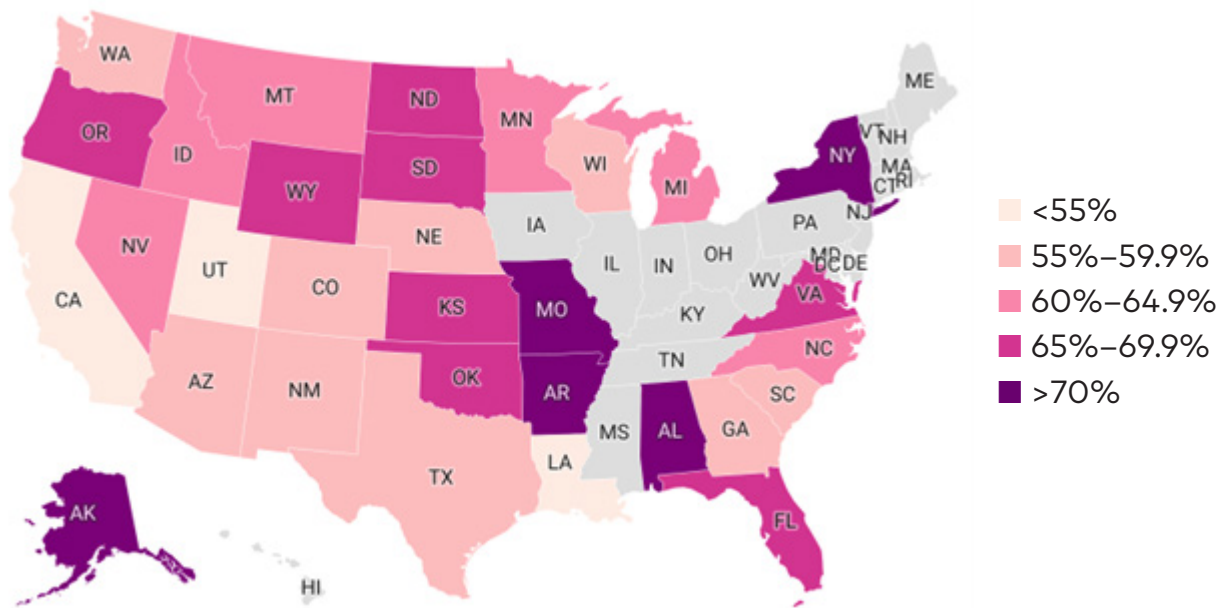 WA
MT
ND
MN
ME
OR
ID
WY
SD
WI
MI
NY
VT
NH
MA
CT
RI
NV
UT
CO
NE
IA
IL
IN
OH
PA
NJ
MD
DC
DE
WV
VA
CA
KS
MO
KY
NC
AZ
NM
OK
AR
TN
SC
TX
LA
MS
AL
GA
FL
AK
HI
<55%
55%–59.9%
60%–64.9%
65%–69.9%
>70%